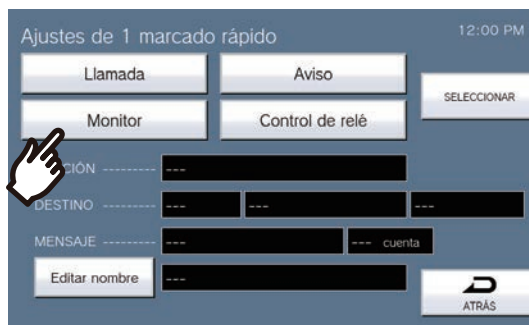 Ajustes de 1 marcado rápido 12:00 PM
Llamada Aviso
SELECCIONAR
Monitor Control de relé
CIÓN --------- ---
DESTINO --------- --- --- ---
MENSAJE --------- --- --- cuenta
Editar nombre ---
ATRÁS